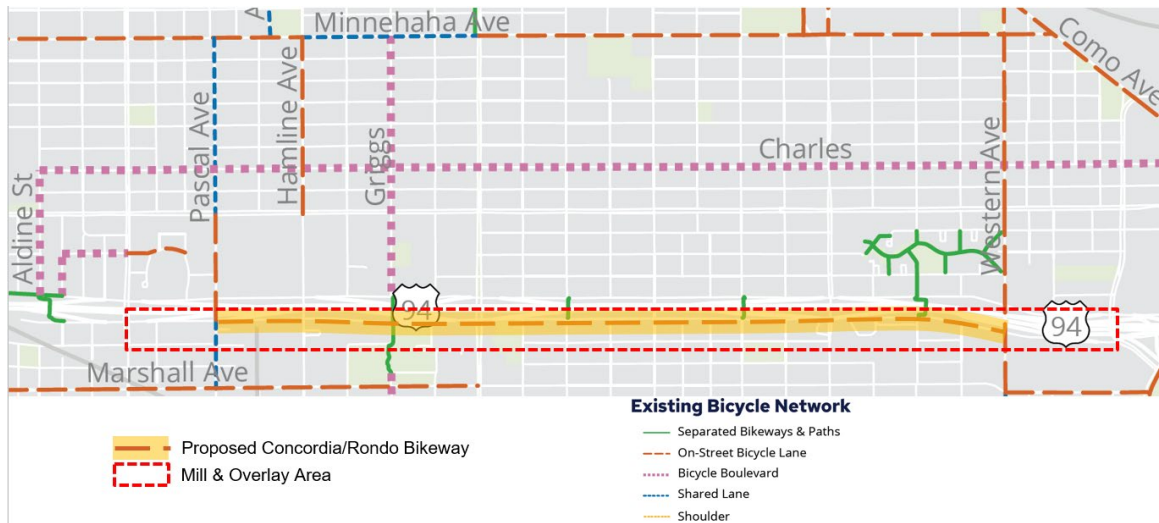 Minnehaha Ave
Como Ave
Pascal Ave
Hamline Ave
Griggs
Charles
Western Ave
Aldine St
94
94
Marshall Ave
Existing Bicycle Network
Separated Bikeways & Paths
On-Street Bicycle Lane
Bicycle Boulevard
Shared Lane
Shoulder
Proposed Concordia/Rondo Bikeway
Mill & Overlay Area